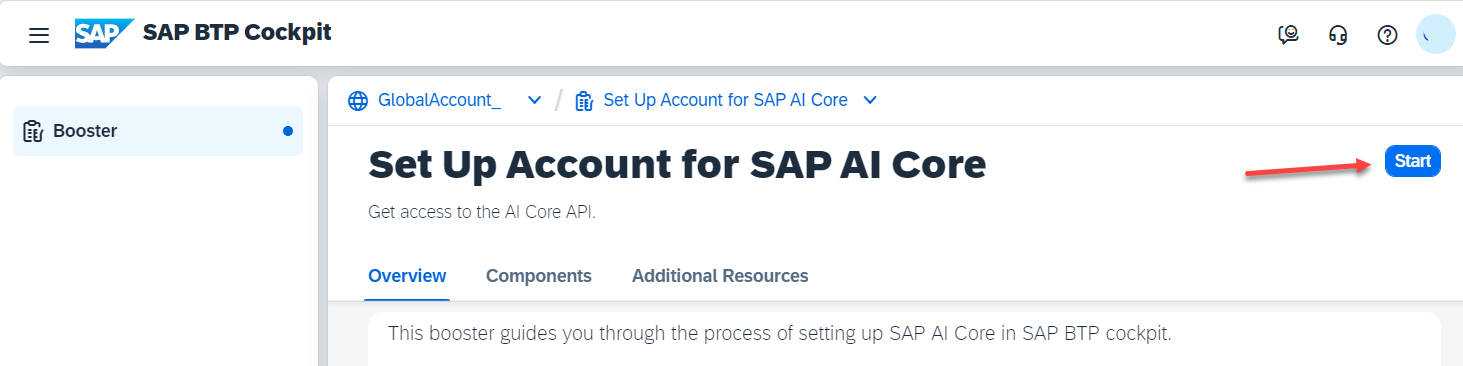 SAP SAP BTP Cockpit
Booster
GlobalAccount_ / Set Up Account for SAP AI Core
Set Up Account for SAP AI Core
Start
Get access to the AI Core API.
Overview Components Additional Resources
This booster guides you through the process of setting up SAP AI Core in SAP BTP cockpit.